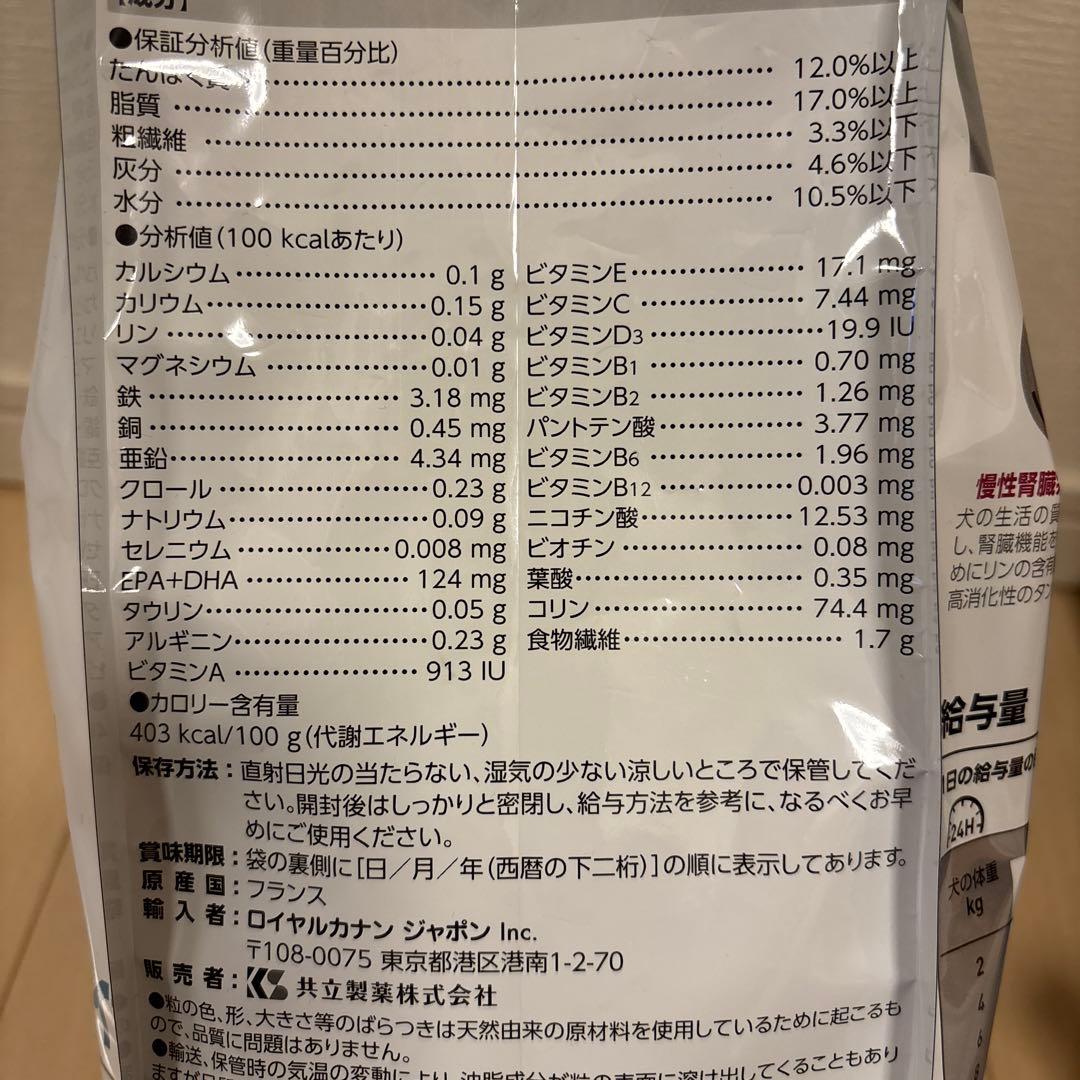 【成分】
●保証分析値(重量百分比)
たんぱく質 12.0%以上
脂質 17.0%以上
粗繊維 3.3%以下
灰分 4.6%以下
水分 10.5%以下
●分析値(100 kcalあたり)
カルシウム 0.1 g
カリウム 0.15 g
リン 0.04 g
マグネシウム 0.01 g
鉄 3.18 mg
銅 0.45 mg
亜鉛 4.34 mg
クロール 0.23 g
ナトリウム 0.09 g
セレニウム 0.008 mg
EPA+DHA 124 mg
タウリン 0.05 g
アルギニン 0.23 g
ビタミンA 913 IU
ビタミンE 17.1 mg
ビタミンC 7.44 mg
ビタミンD3 19.9 IU
ビタミンB1 0.70 mg
ビタミンB2 1.26 mg
パントテン酸 3.77 mg
ビタミンB6 1.96 mg
ビタミンB12 0.003 mg
ニコチン酸 12.53 mg
ビオチン 0.08 mg
葉酸 0.35 mg
コリン 74.4 mg
食物繊維 1.7 g
●カロリー含有量
403 kcal/100 g(代謝エネルギー)
保存方法:直射日光の当たらない、湿気の少ない涼しいところで保管してくだ
さい。開封後はしっかりと密閉し、給与方法を参考に、なるべくお早
めにご使用ください。
賞味期限:袋の裏側に[日/月/年(西暦の下二桁)]の順に表示してあります。
原産国:フランス
輸入者:ロイヤルカナン ジャポン Inc.
〒108-0075 東京都港区港南1-2-70
販売者:KS 共立製薬株式会社
●粒の色、形、大きさ等のばらつきは天然由来の原材料を使用しているために起こるも
ので、品質に問題はありません。
●輸送、保管時の気温の変動により、油脂成分が粒の表面に溶け出してくることもあり
ますが
慢性腎臓
犬の生活の質
し、腎臓機能を
めにリンの含有
高消化性のタン
給与量
1日の給与量の
24H
犬の体重
kg
2
4
6
8